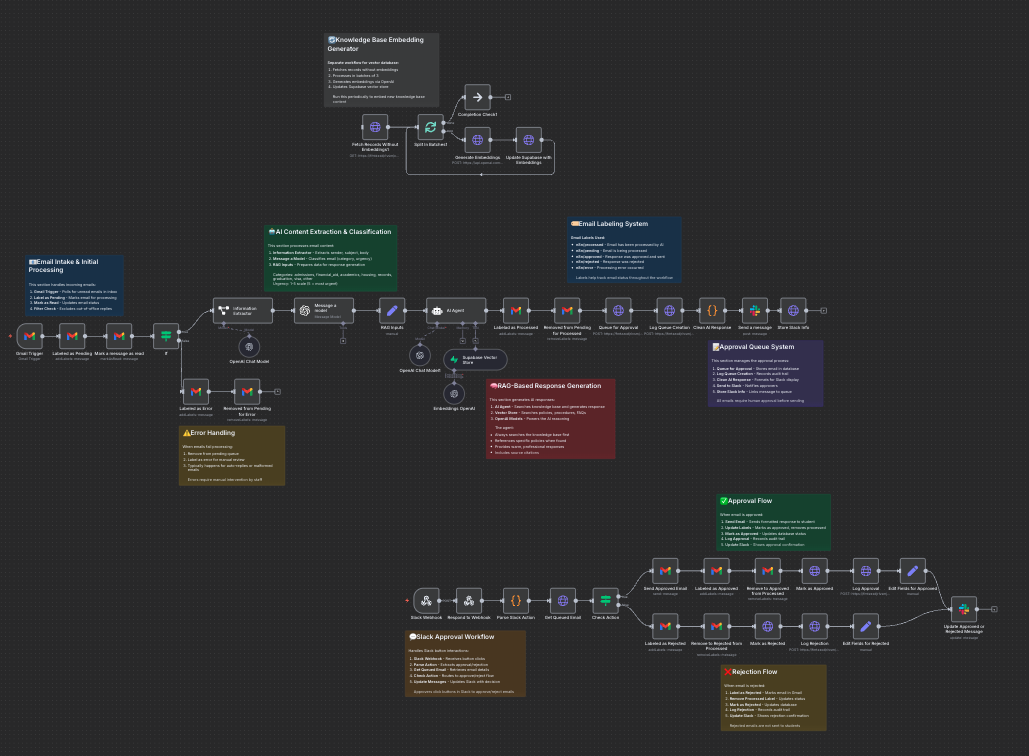 Knowledge Base Embedding
Generator
Separate workflow for vector database:
1. Fetches records without embeddings
2. Processes in batches of 5
3. Generates embeddings via OpenAI
4. Updates Supabase vector store
Run this periodically to embed new knowledge base
content
Completion Check1
Fetch Records Without
Embeddings1
Split In Batches1
Generate Embeddings
Update Supabase with
Embeddings
Email Labeling System
Email Labels Used:
Email has been processed by AI
Email is being processed
Response was approved and sent
Response was rejected
Processing error occurred
Labels help track email status throughout the workflow
AI Content Extraction & Classification
This section processes email content:
1. Information Extractor - Extracts sender, subject, body
2. Message a Model - Classifies email (category, urgency)
3. RAG Inputs - Prepares data for response generation
Categories: admissions, financial_aid, academics, housing, records,
graduation, visa, other
Urgency: 1-5 scale (5 = most urgent)
Email Intake & Initial
Processing
This section handles incoming emails:
1. Gmail Trigger - Polls for unread emails in inbox
2. Label as Pending - Marks email for processing
3. Mark as Read - Updates email status
4. Filter Check - Excludes out-of-office replies
Gmail Trigger
Labeled as Pending
Mark a message as read
If
Information
Extractor
OpenAI Chat Model
Message a
model
RAG Inputs
AI Agent
OpenAI Chat Model1
Supabase Vector
Store
Embeddings OpenAI
Labeled as Processed
Removed from Pending
for Processed
Queue for Approval
Log Queue Creation
Clean AI Response
Send a message
Store Slack Info
Labeled as Error
Removed from Pending
for Error
Approval Queue System
This section manages the approval process:
1. Queue for Approval - Stores email in database
2. Log Queue Creation - Records audit trail
3. Clean AI Response - Formats for Slack display
4. Send to Slack - Notifies approvers
5. Store Slack Info - Links message to queue
All emails require human approval before sending
RAG-Based Response Generation
This section generates AI responses:
1. AI Agent - Searches knowledge base and generates response
2. Vector Store - Searches policies, procedures, FAQs
3. OpenAI Models - Powers the AI reasoning
The agent:
Always searches the knowledge base first
References specific policies when found
Provides warm, professional responses
Includes source citations
Error Handling
When emails fail processing:
1. Remove from pending queue
2. Label as error for manual review
3. Typically happens for auto-replies or malformed
emails
Errors require manual intervention by staff
Approval Flow
When email is approved:
1. Send Email - Sends formatted response to student
2. Update Labels - Marks as approved, removes processed
3. Mark as Approved - Updates database status
4. Log Approval - Records audit trail
5. Update Slack - Shows approval confirmation
Send Approved Email
Labeled as Approved
Remove to Approved
from Processed
Mark as Approved
Log Approval
Edit Fields for Approved
Slack Webhook
Respond to Webhook
Parse Slack Action
Get Queued Email
Check Action
Labeled as Rejected
Remove to Rejected from
Processed
Mark as Rejected
Log Rejection
Edit Fields for Rejected
Update Approved or
Rejected Message
Slack Approval Workflow
Handles Slack button interactions:
1. Slack Webhook - Receives button clicks
2. Parse Action - Extracts approval/rejection
3. Get Queued Email - Retrieves email details
4. Check Action - Routes to approve/reject flow
5. Update Messages - Updates Slack with decision
Approvers click buttons in Slack to approve/reject emails
Rejection Flow
When email is rejected:
1. Label as Rejected - Marks email in Gmail
2. Remove Processed Label - Updates status
3. Mark as Rejected - Updates database
4. Log Rejection - Records audit trail
5. Update Slack - Shows rejection confirmation
Rejected emails are not sent to students